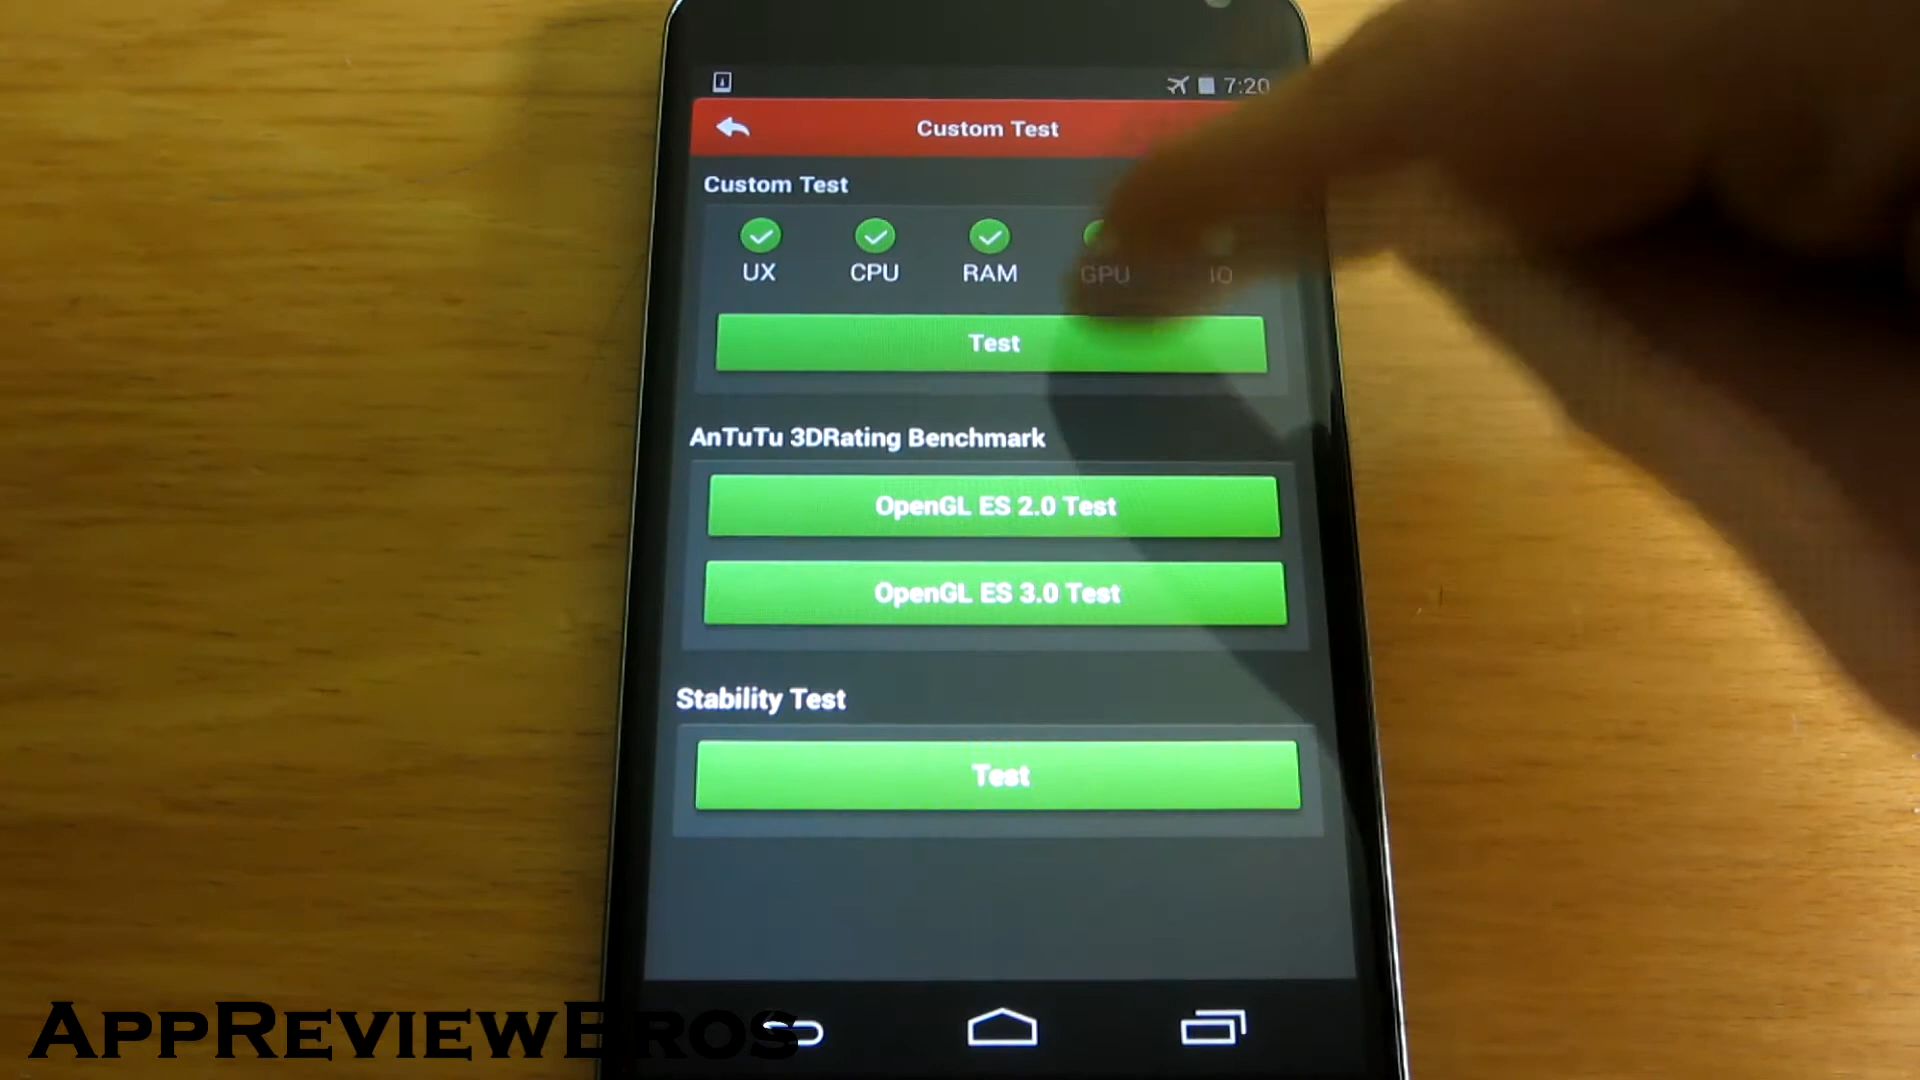 7:20
Custom Test
Custom Test
UX CPU RAM GPU IO
Test
AnTuTu 3DRating Benchmark
OpenGL ES 2.0 Test
OpenGL ES 3.0 Test
Stability Test
Test
AppReviewBros